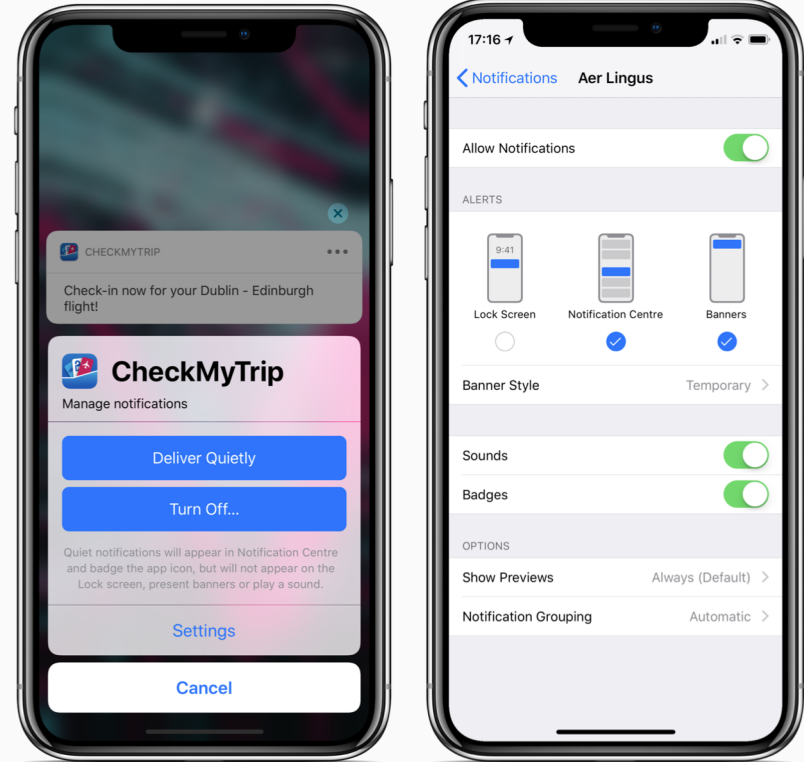 CHECKMYTRIP
Check-in now for your Dublin - Edinburgh
flight!
CheckMyTrip
Manage notifications
Deliver Quietly
Turn Off...
Quiet notifications will appear in Notification Centre
and badge the app icon, but will not appear on the
Lock screen, present banners or play a sound.
Settings
Cancel
17:16
Notifications
Aer Lingus
Allow Notifications
ALERTS
9:41
Lock Screen
Notification Centre
Banners
Banner Style
Temporary
Sounds
Badges
OPTIONS
Show Previews
Always (Default)
Notification Grouping
Automatic